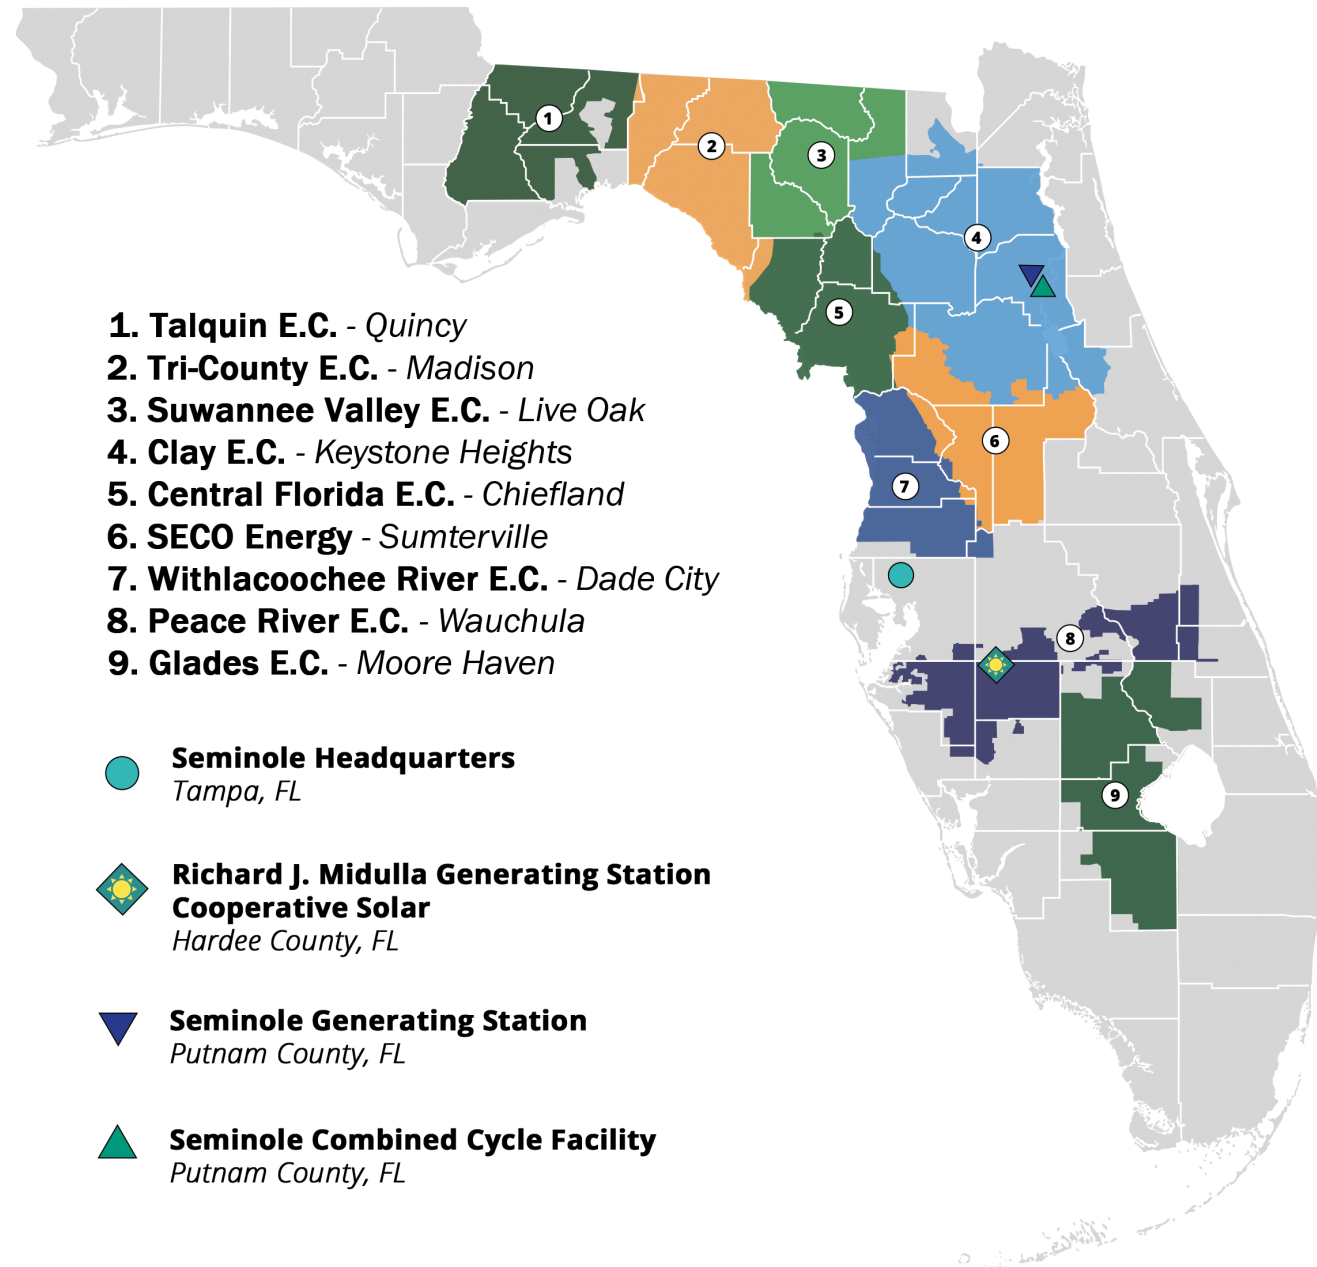 1
2
3
4
5
6
7
8
9
1. Talquin E.C. - Quincy
2. Tri-County E.C. - Madison
3. Suwannee Valley E.C. - Live Oak
4. Clay E.C. - Keystone Heights
5. Central Florida E.C. - Chiefland
6. SECO Energy - Sumterville
7. Withlacoochee River E.C. - Dade City
8. Peace River E.C. - Wauchula
9. Glades E.C. - Moore Haven
Seminole Headquarters
Tampa, FL
Richard J. Midulla Generating Station
Cooperative Solar
Hardee County, FL
Seminole Generating Station
Putnam County, FL
Seminole Combined Cycle Facility
Putnam County, FL